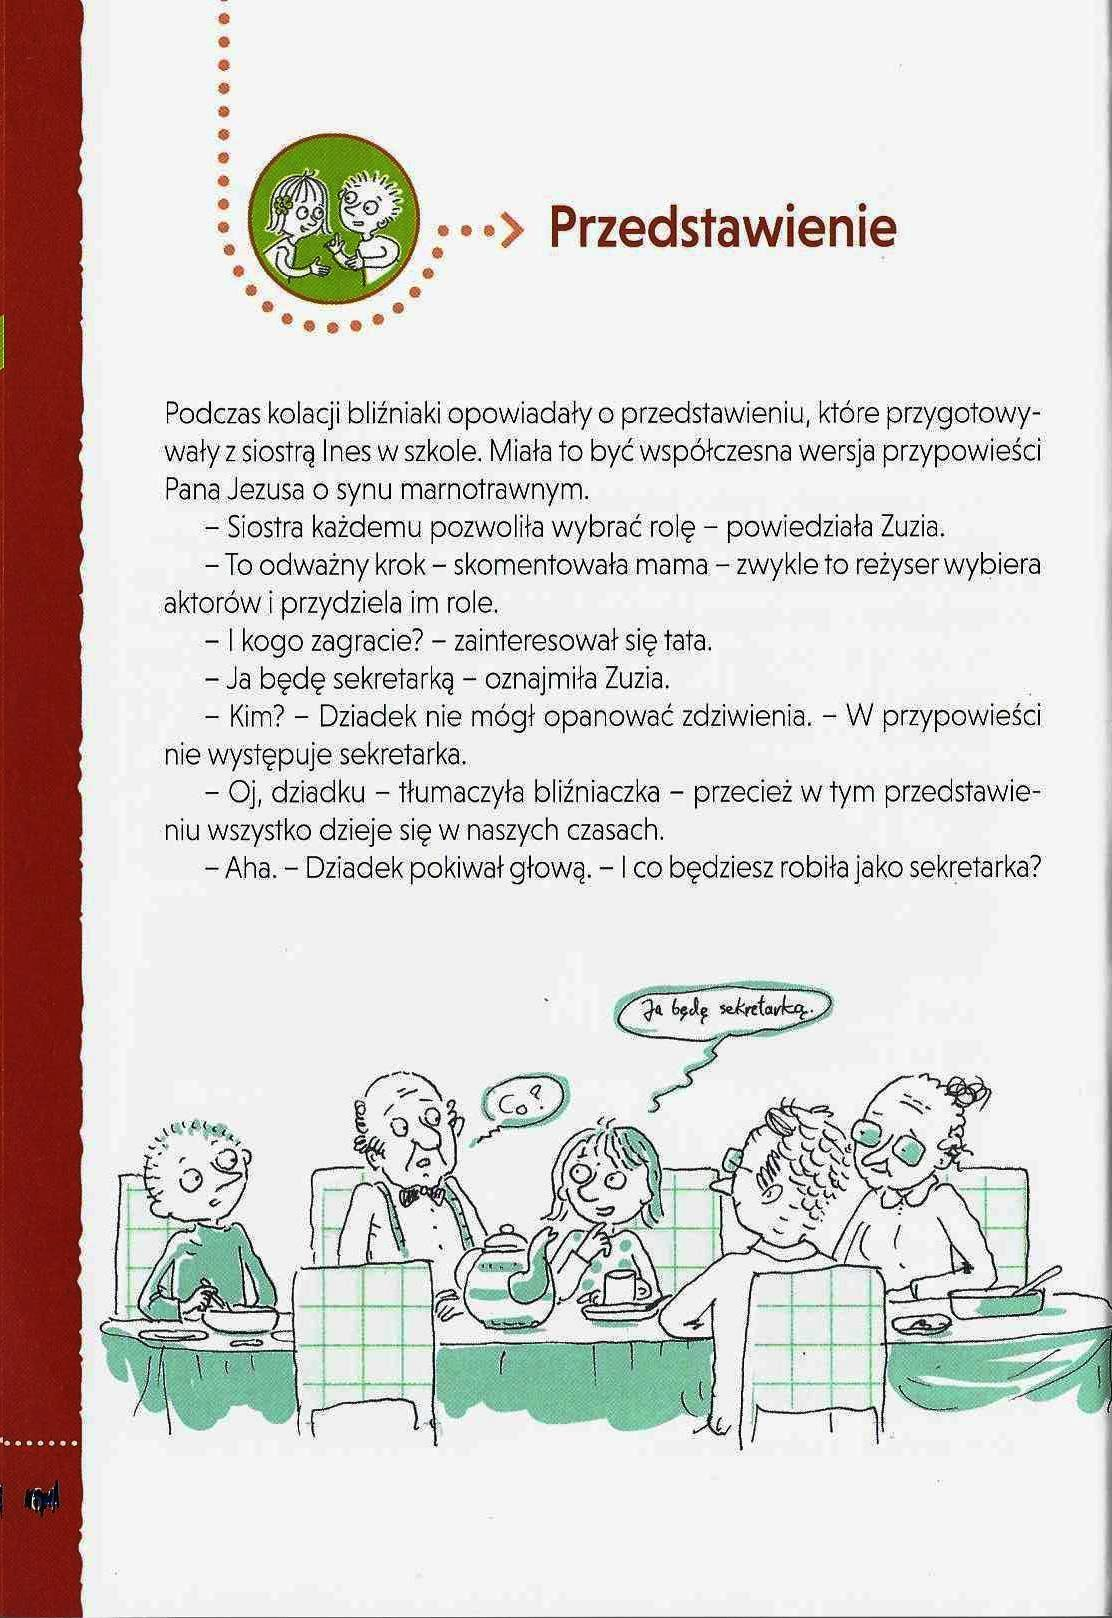 Przedstawienie
Podczas kolacji bliźniaki opowiadały o przedstawieniu, które przygotowy-
wały z siostrą Ines w szkole. Miała to być współczesna wersja przypowieści
Pana Jezusa o synu marnotrawnym.
– Siostra każdemu pozwoliła wybrać rolę – powiedziała Zuzia.
– To odważny krok – skomentowała mama – zwykle to reżyser wybiera
aktorów i przydziela im role.
– I kogo zagracie? – zainteresował się tata.
– Ja będę sekretarką – oznajmiła Zuzia.
– Kim? – Dziadek nie mógł opanować zdziwienia. – W przypowieści
nie występuje sekretarka.
– Oj, dziadku – tłumaczyła bliźniaczka – przecież w tym przedstawie-
niu wszystko dzieje się w naszych czasach.
– Aha. – Dziadek pokiwał głową. – I co będziesz robiła jako sekretarka?
Ja będę sekretarką.
Co?